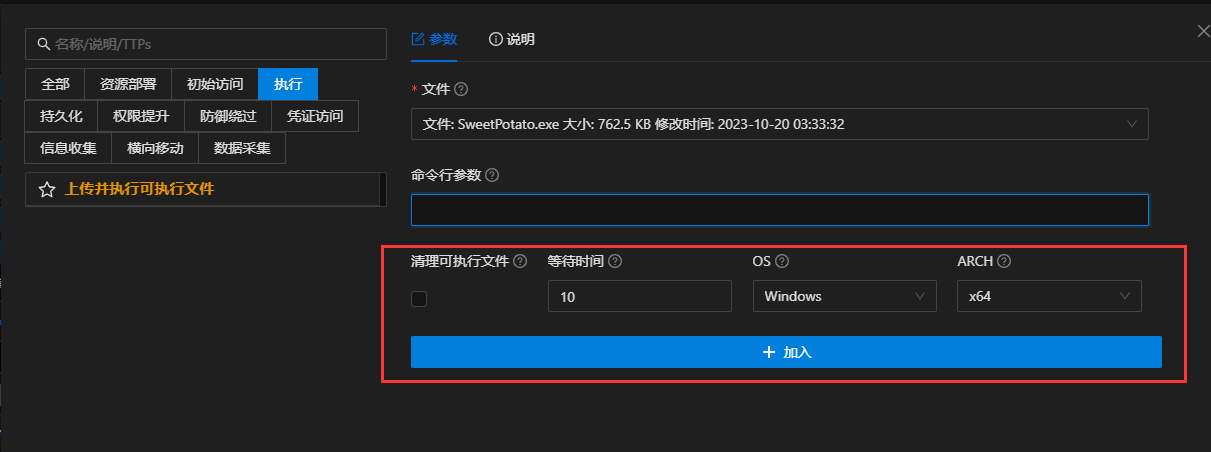 名称/说明/TTPs
全部 资源部署 初始访问 执行
持久化 权限提升 防御绕过 凭证访问
信息收集 横向移动 数据采集
上传并执行可执行文件
参数 说明
* 文件
文件: SweetPotato.exe 大小: 762.5 KB 修改时间: 2023-10-20 03:33:32
命令行参数
清理可执行文件 等待时间 OS ARCH
10 Windows x64
+ 加入